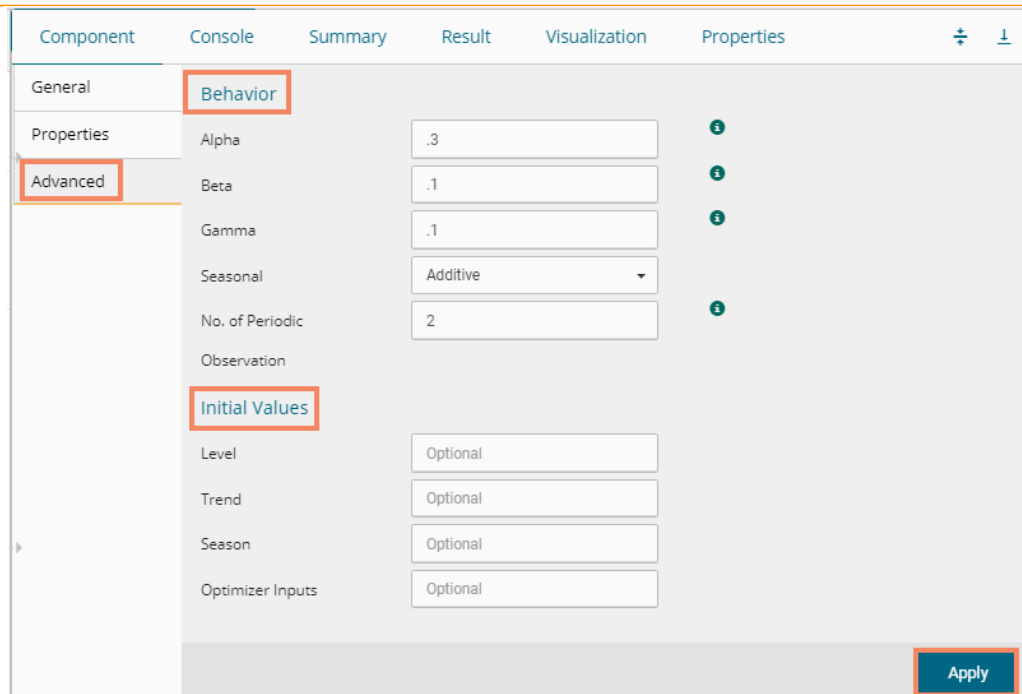 Component Console Summary Result Visualization Properties
General
Properties
Advanced
Behavior
Alpha .3
Beta .1
Gamma .1
Seasonal Additive
No. of Periodic 2
Observation
Initial Values
Level Optional
Trend Optional
Season Optional
Optimizer Inputs Optional
Apply